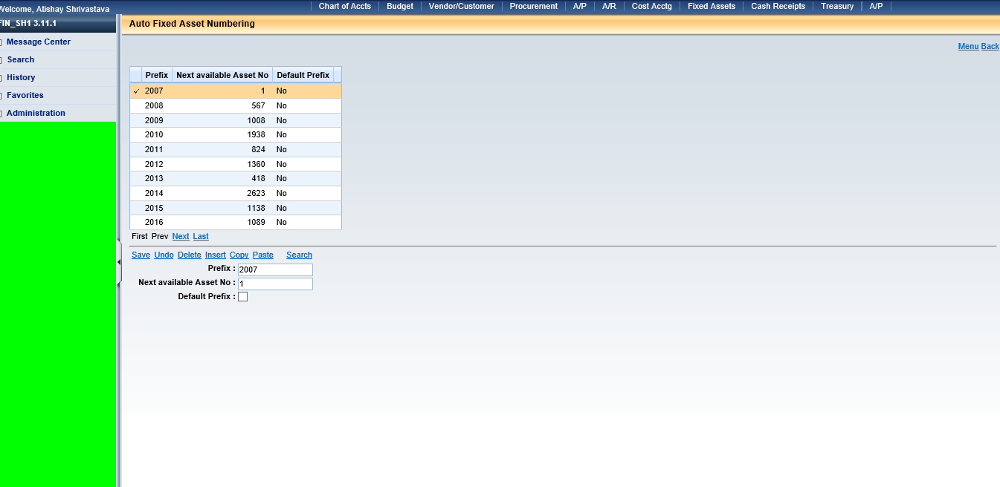 Welcome, Atishay Shrivastava
Chart of Accts Budget Vendor/Customer Procurement A/P A/R Cost Acctg Fixed Assets Cash Receipts Treasury A/P
FIN_SH1 3.11.1
Auto Fixed Asset Numbering
Message Center
Search
History
Favorites
Administration
Menu Back
Prefix Next available Asset No Default Prefix
2007 1 No
2008 567 No
2009 1008 No
2010 1938 No
2011 824 No
2012 1360 No
2013 418 No
2014 2623 No
2015 1138 No
2016 1089 No
First Prev Next Last
Save Undo Delete Insert Copy Paste Search
Prefix : 2007
Next available Asset No : 1
Default Prefix :